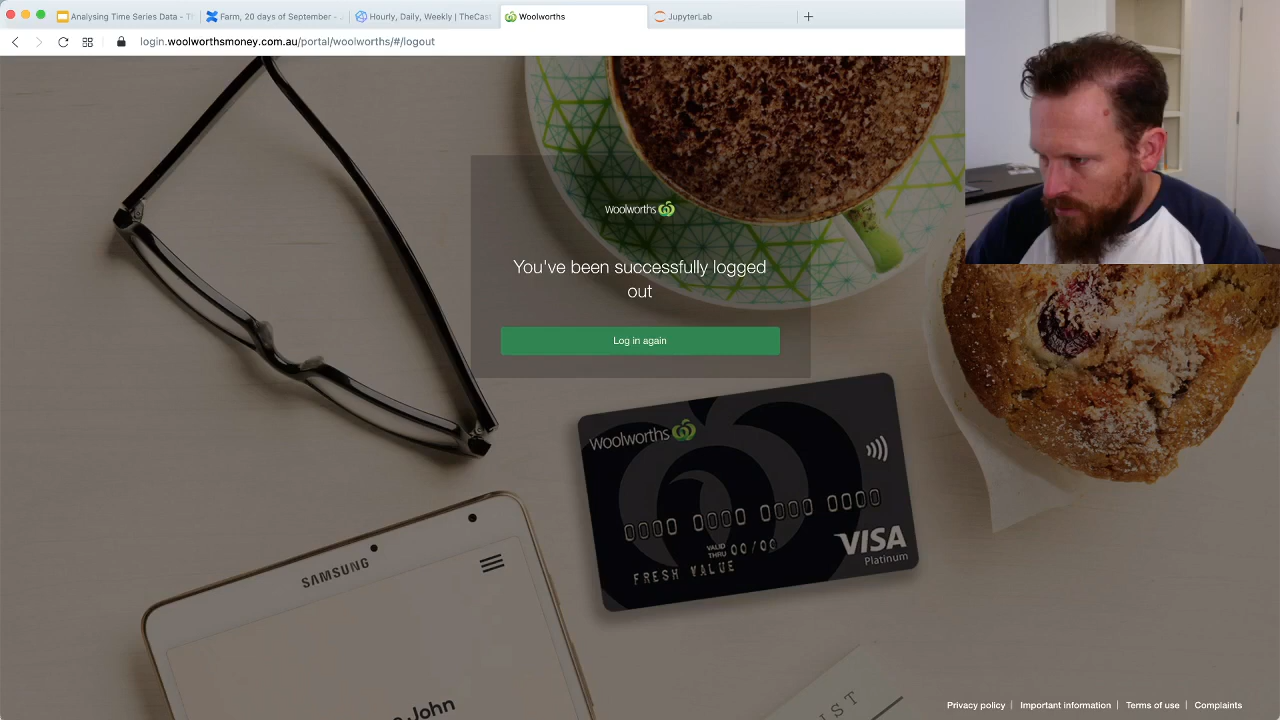 Analysing Time Series Data - T
Farm, 20 days of September -
Hourly, Daily, Weekly | TheCast
Woolworths
JupyterLab
login.woolworthsmoney.com.au/portal/woolworths/#/logout
Woolworths
You've been successfully logged
out
Log in again
Woolworths
0000 0000 0000 0000
VALID
THRU 00/00
FRESH VALUE
VISA
Platinum
SAMSUNG
John
IST
Privacy policy | Important information | Terms of use | Complaints